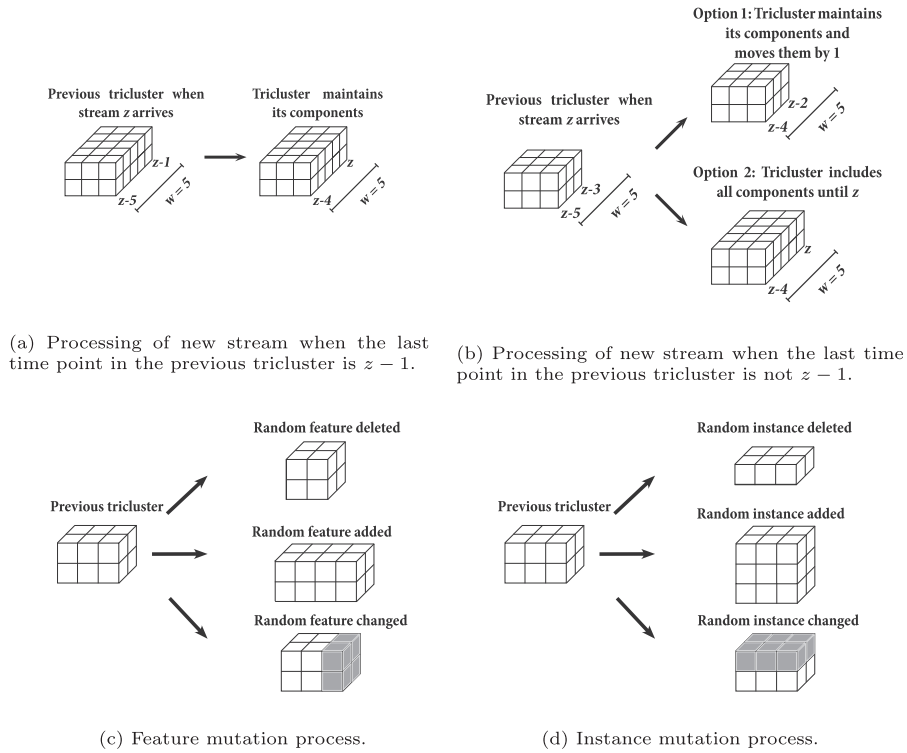 Previous tricluster when
stream z arrives
z-1
z-5
w = 5
Tricluster maintains
its components
z
z-4
w = 5
(a) Processing of new stream when the last
time point in the previous tricluster is z − 1.
Previous tricluster when
stream z arrives
z-3
z-5
w = 5
Option 1: Tricluster maintains
its components and
moves them by 1
z-2
z-4
w = 5
Option 2: Tricluster includes
all components until z
z
z-4
w = 5
(b) Processing of new stream when the last time
point in the previous tricluster is not z − 1.
Previous tricluster
Random feature deleted
Random feature added
Random feature changed
(c) Feature mutation process.
Previous tricluster
Random instance deleted
Random instance added
Random instance changed
(d) Instance mutation process.